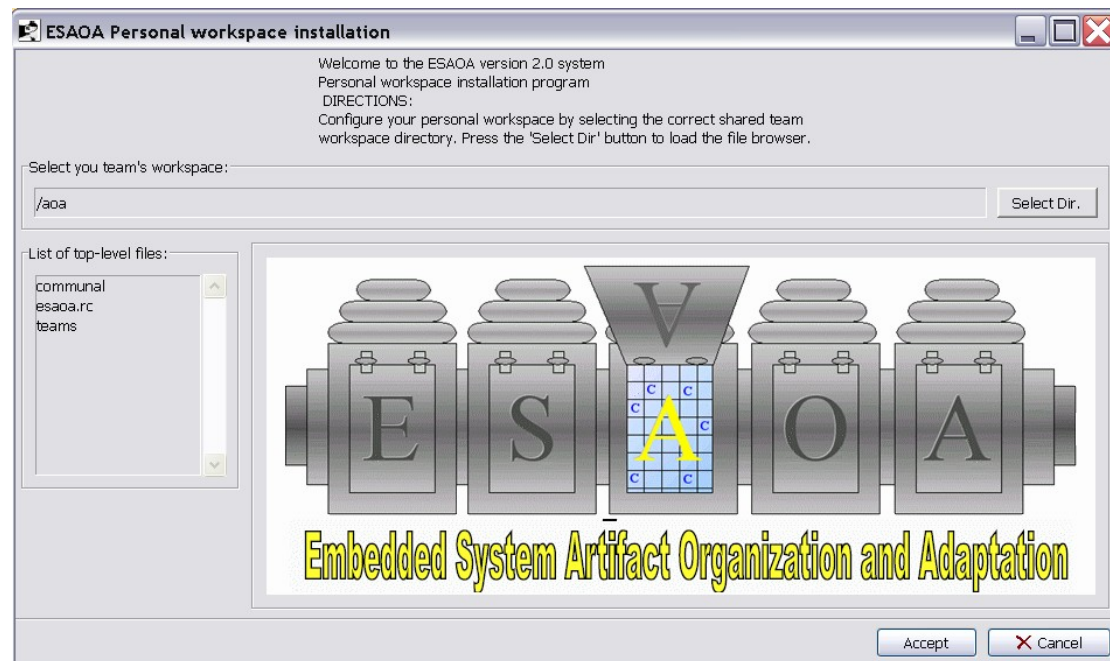 ESAOA Personal workspace installation
Welcome to the ESAOA version 2.0 system
Personal workspace installation program
DIRECTIONS:
Configure your personal workspace by selecting the correct shared team
workspace directory. Press the 'Select Dir' button to load the file browser.
Select you team's workspace:
/aoa
Select Dir.
List of top-level files:
communal
esaoa.rc
teams
A
E S A O A
C C
C
C
C C
Embedded System Artifact Organization and Adaptation
Accept
Cancel